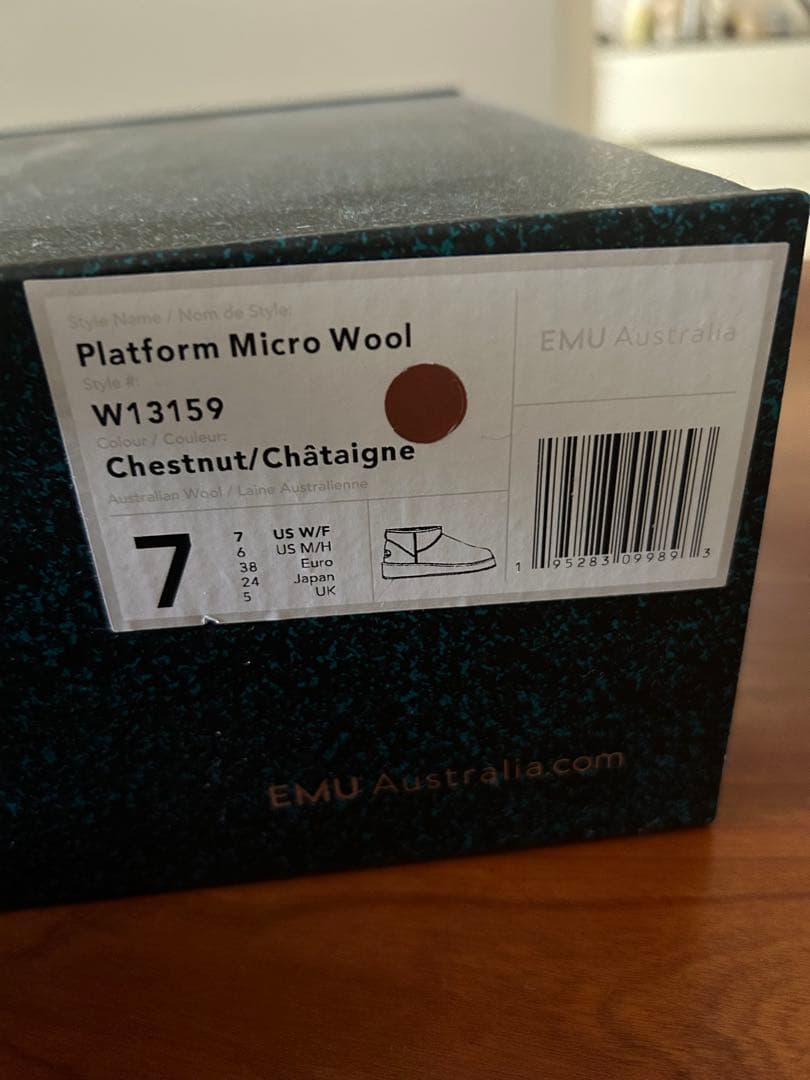 Style Name / Nom de Style:
Platform Micro Wool
Style #:
W13159
Colour / Couleur:
Chestnut/Châtaigne
Australian Wool / Laine Australienne
7
7 US W/F
6 US M/H
38 Euro
24 Japan
5 UK
EMU Australia
1 95283 09989 3
EMU Australia.com